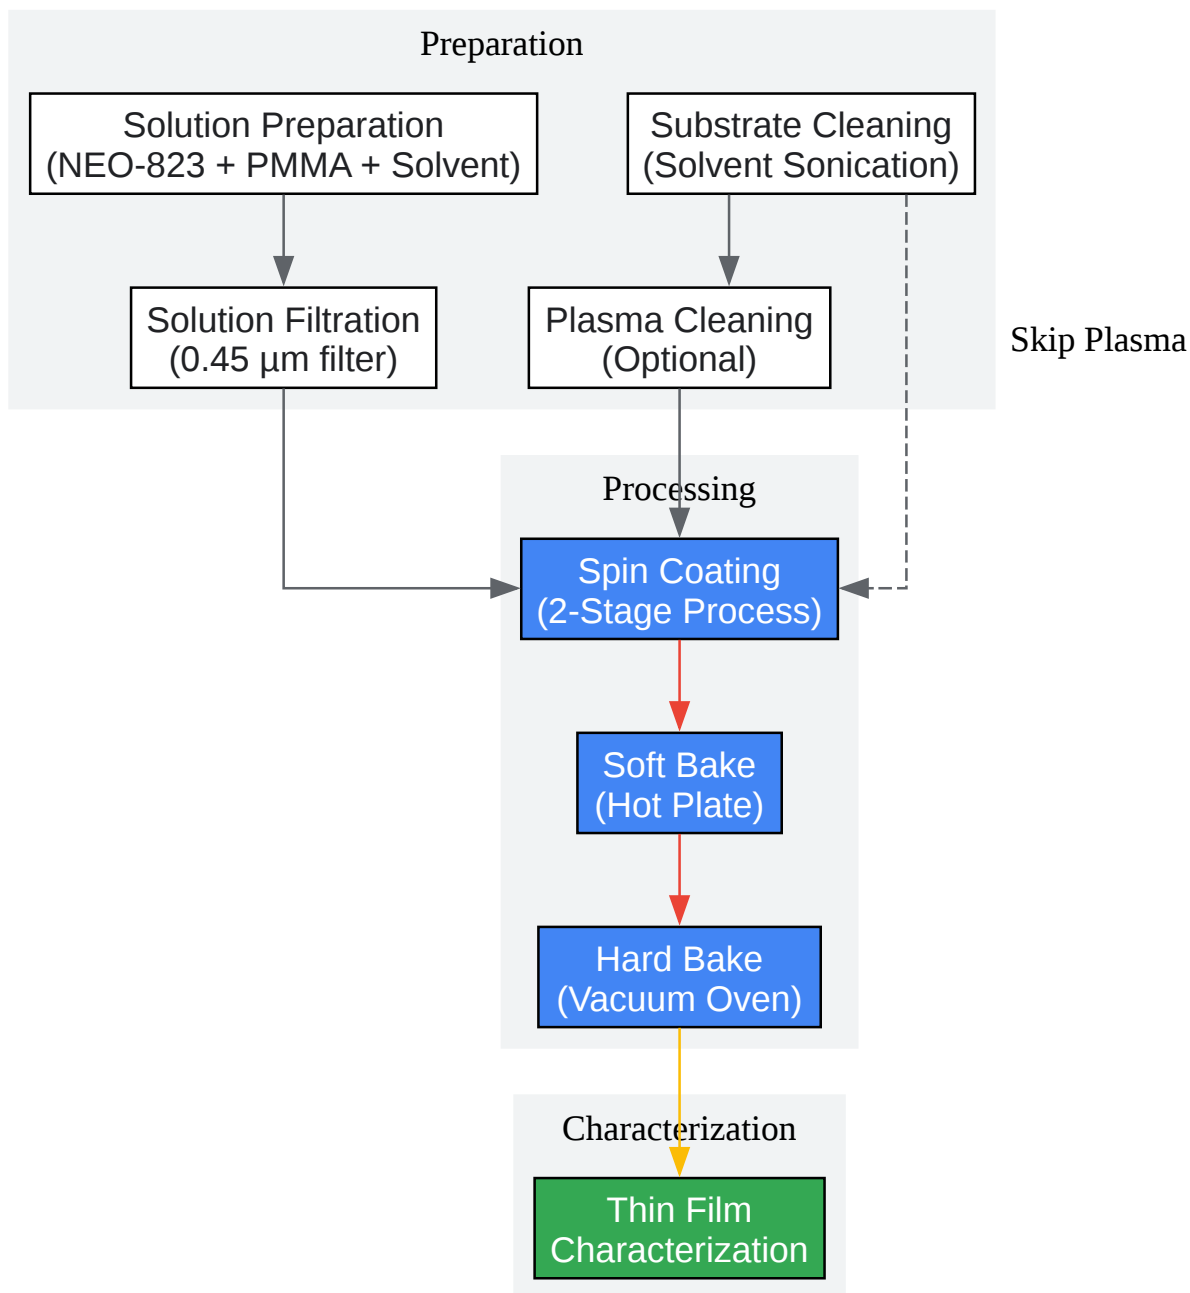 Preparation
Solution Preparation
(NEO-823 + PMMA + Solvent)
Substrate Cleaning
(Solvent Sonication)
Solution Filtration
(0.45 µm filter)
Plasma Cleaning
(Optional)
Skip Plasma
Processing
Spin Coating
(2-Stage Process)
Soft Bake
(Hot Plate)
Hard Bake
(Vacuum Oven)
Characterization
Thin Film
Characterization